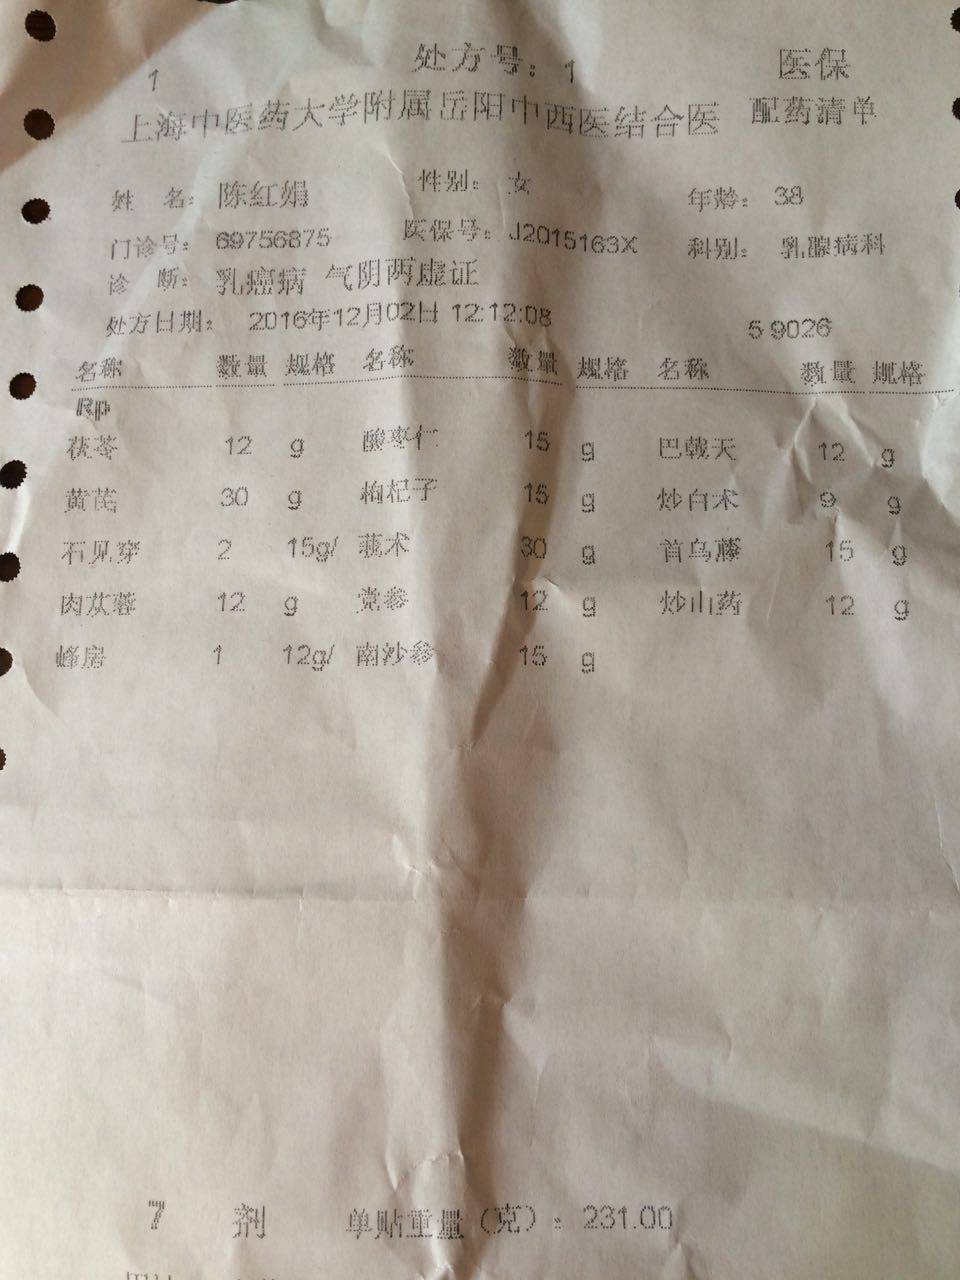 处方号：1 医保
1
上海中医药大学附属岳阳中西医结合医 配药清单
姓 名：陈红娟 性别：女 年龄：38
门诊号：69756875 医保号：J2015163X 科别：乳腺病科
诊 断：乳癌病 气阴两虚证
处方日期： 2016年12月02日 12:12:08 5 9026
名称 数量 规格 名称 数量 规格 名称 数量 规格
Rp
茯苓 12 g 酸枣仁 15 g 巴戟天 12 g
黄芪 30 g 枸杞子 15 g 炒白术 9 g
石见穿 2 15g/ 莪术 30 g 首乌藤 15 g
肉苁蓉 12 g 党参 12 g 炒山药 12 g
蜂房 1 12g/ 南沙参 15 g
7 剂 单贴重量（克）：231.00